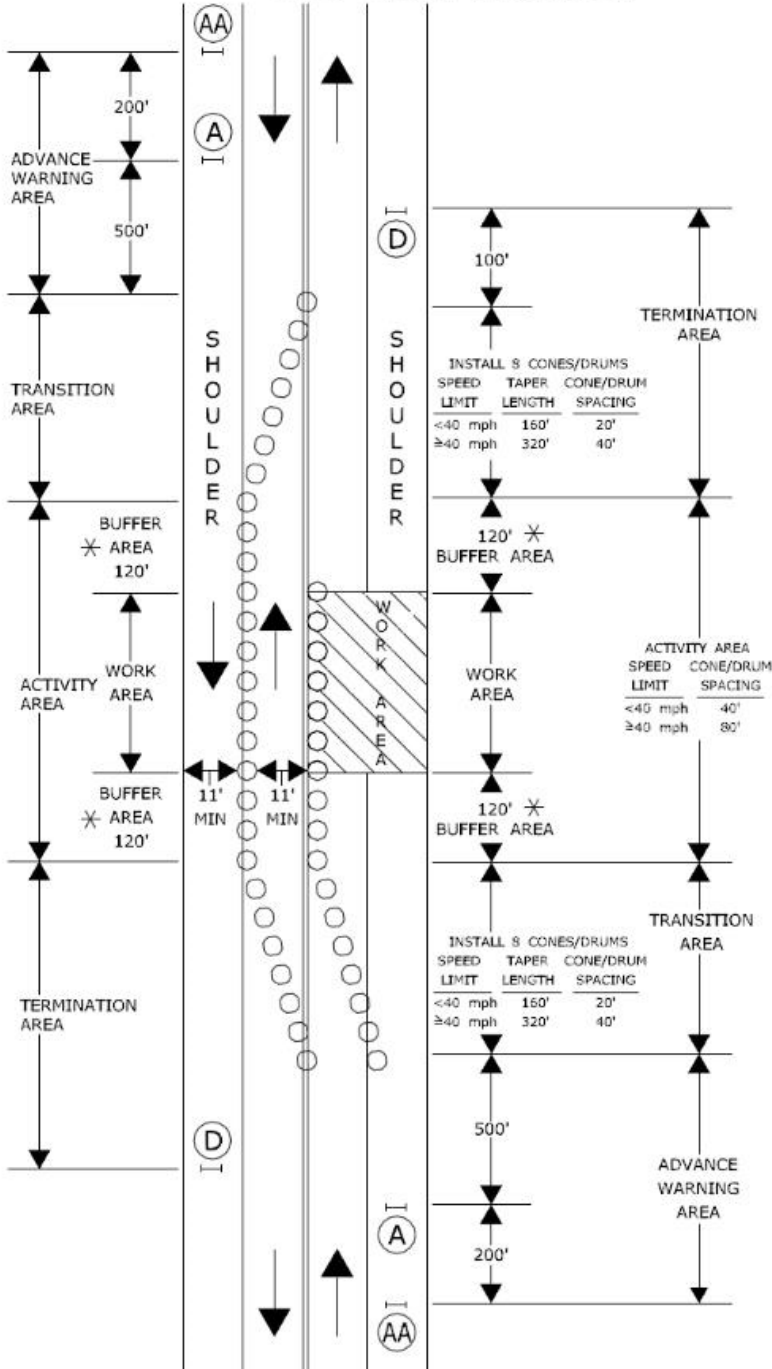 AA
200'
A
ADVANCE
WARNING
AREA
500'
D
100'
TERMINATION
AREA
SHOULDER
SHOULDER
INSTALL 8 CONES/DRUMS
SPEED TAPER CONE/DRUM
LIMIT LENGTH SPACING
<40 mph 160' 20'
≥40 mph 320' 40'
TRANSITION
AREA
BUFFER
* AREA
120'
120' *
BUFFER AREA
WORK AREA
ACTIVITY
AREA
WORK
AREA
WORK
AREA
ACTIVITY AREA
SPEED CONE/DRUM
LIMIT SPACING
<40 mph 40'
≥40 mph 80'
11'
MIN
11'
MIN
BUFFER
* AREA
120'
120' *
BUFFER AREA
TRANSITION
AREA
INSTALL 8 CONES/DRUMS
SPEED TAPER CONE/DRUM
LIMIT LENGTH SPACING
<40 mph 160' 20'
≥40 mph 320' 40'
TERMINATION
AREA
500'
D
ADVANCE
WARNING
AREA
A
200'
AA